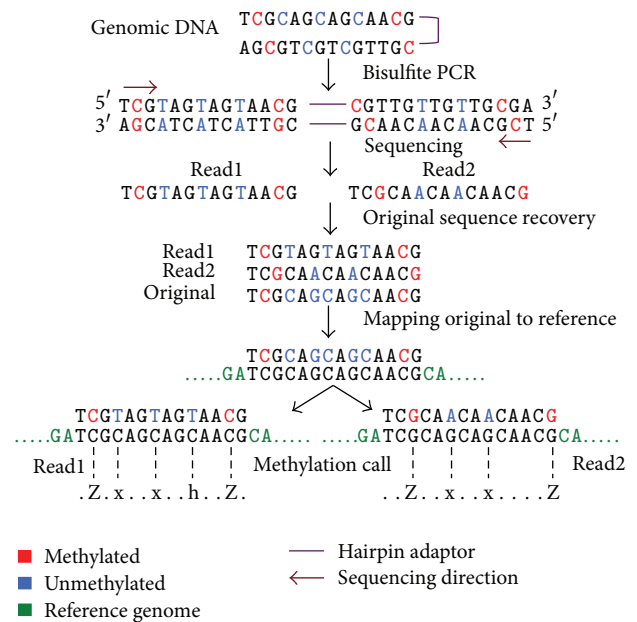 Genomic DNA
TCGCAGCAGCAACG
AGCGTCGTCGTTGC
Bisulfite PCR
5′ TCGTAGTAGTAACG CGTTGTTGTTGCGA 3′
3′ AGCATCATCATTGC GCAACAACAACGCT 5′
Sequencing
Read1 Read2
TCGTAGTAGTAACG TCGCAACAACAACG
Original sequence recovery
Read1 TCGTAGTAGTAACG
Read2 TCGCAACAACAACG
Original TCGCAGCAGCAACG
Mapping original to reference
TCGCAGCAGCAACG
.....GATCGCAGCAGCAACGCA.....
TCGTAGTAGTAACG TCGCAACAACAACG
.....GATCGCAGCAGCAACGCA..... .....GATCGCAGCAGCAACGCA.....
Read1 Methylation call Read2
.Z.x..x..h..Z. ..Z..x..x....Z
Methylated
Unmethylated
Reference genome
Hairpin adaptor
Sequencing direction